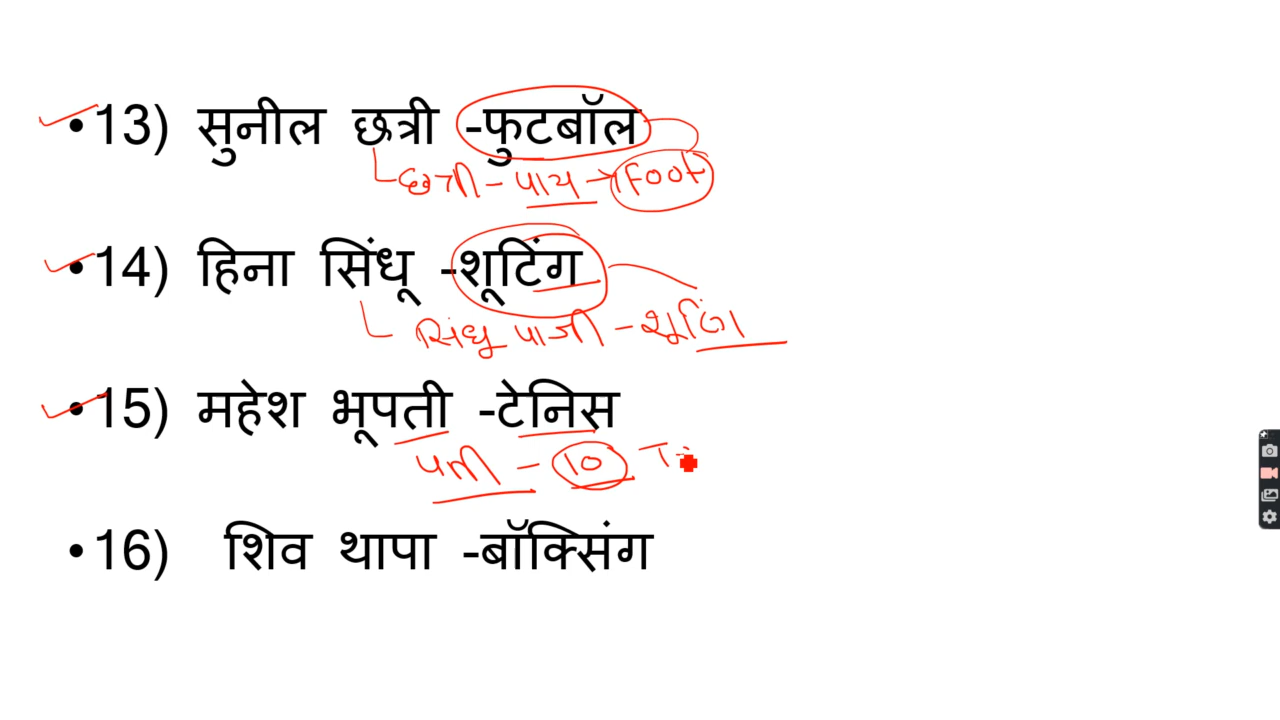 •13) सुनील छत्री -फुटबॉल
छत्री - पाय → Foot
•14) हिना सिंधू -शूटिंग
सिंधू पाजी - शूटिंग
•15) महेश भूपती -टेनिस
पत्ती - 10
•16) शिव थापा -बॉक्सिंग